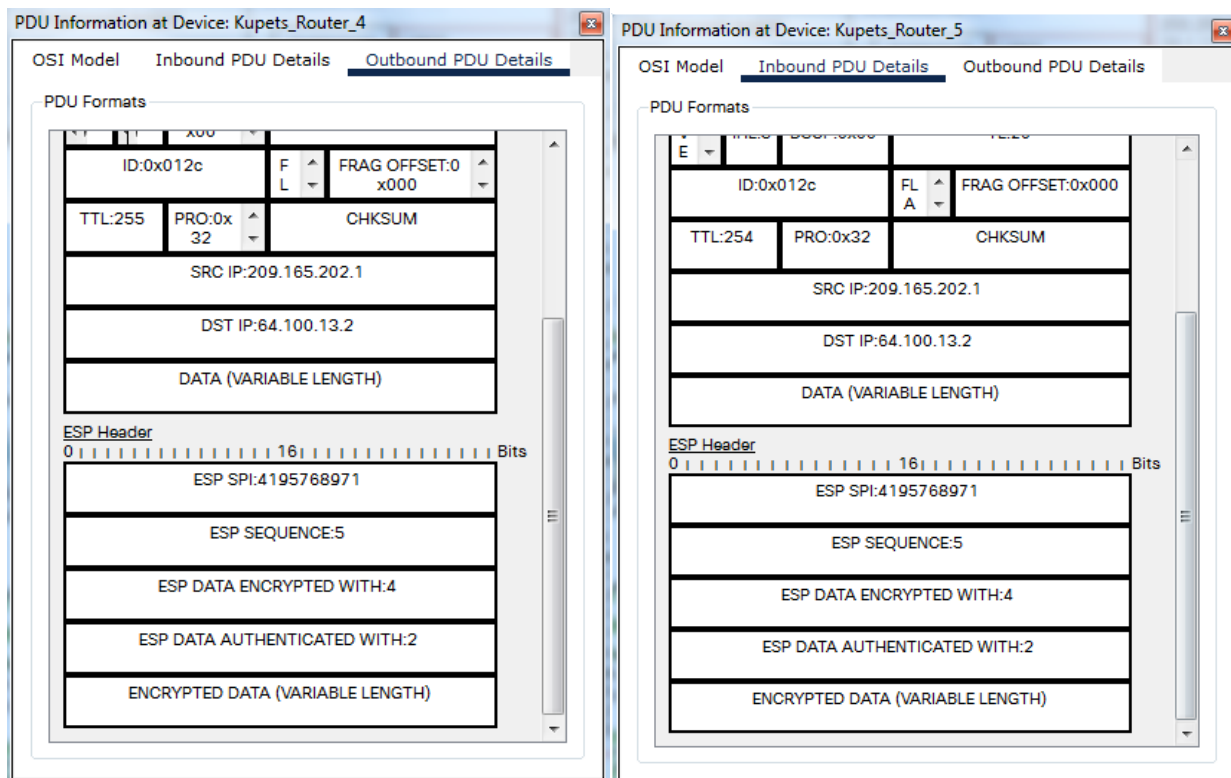 PDU Information at Device: Kupets_Router_4
OSI Model Inbound PDU Details Outbound PDU Details
PDU Formats
x00
ID:0x012c
F
L
FRAG OFFSET:0
x000
TTL:255
PRO:0x
32
CHKSUM
SRC IP:209.165.202.1
DST IP:64.100.13.2
DATA (VARIABLE LENGTH)
ESP Header
0 16 Bits
ESP SPI:4195768971
ESP SEQUENCE:5
ESP DATA ENCRYPTED WITH:4
ESP DATA AUTHENTICATED WITH:2
ENCRYPTED DATA (VARIABLE LENGTH)
PDU Information at Device: Kupets_Router_5
OSI Model Inbound PDU Details Outbound PDU Details
PDU Formats
E
ID:0x012c
FL
A
FRAG OFFSET:0x000
TTL:254
PRO:0x32
CHKSUM
SRC IP:209.165.202.1
DST IP:64.100.13.2
DATA (VARIABLE LENGTH)
ESP Header
0 16 Bits
ESP SPI:4195768971
ESP SEQUENCE:5
ESP DATA ENCRYPTED WITH:4
ESP DATA AUTHENTICATED WITH:2
ENCRYPTED DATA (VARIABLE LENGTH)